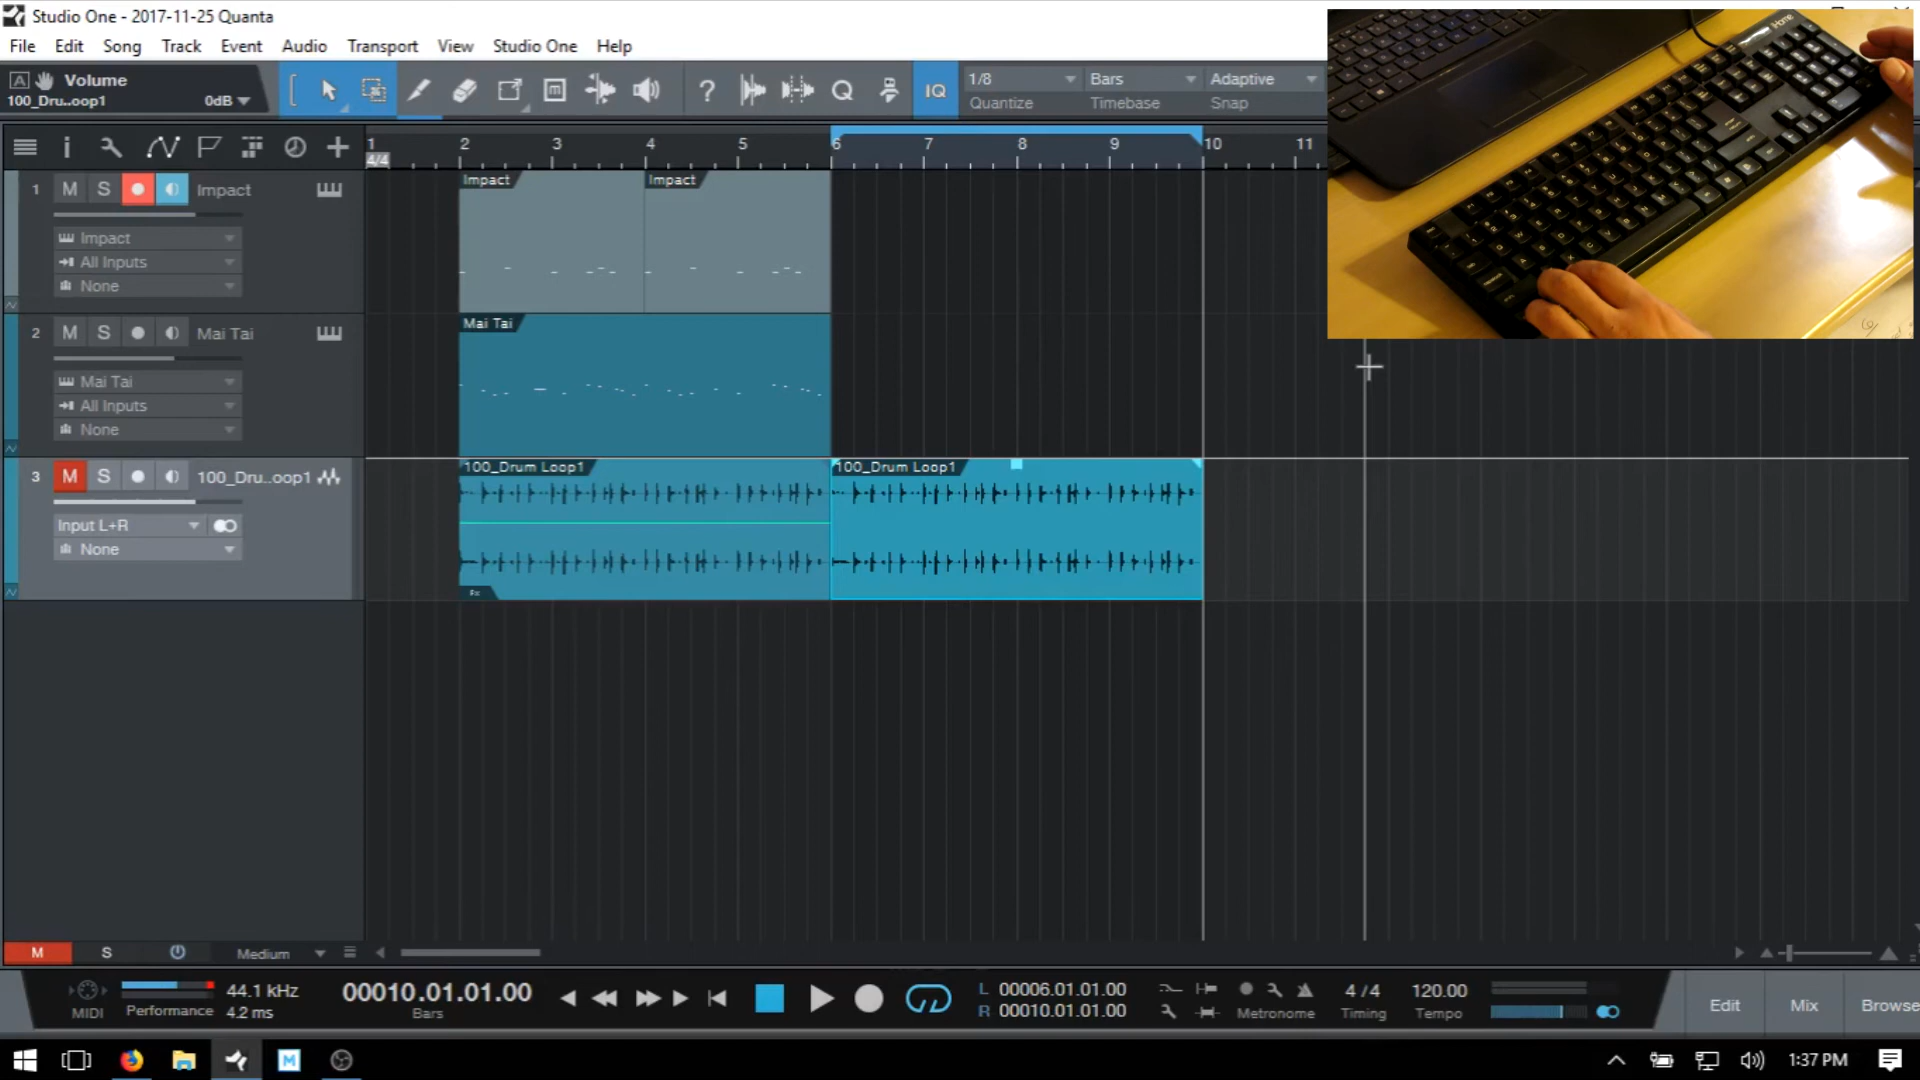 Studio One - 2017-11-25 Quanta
File Edit Song Track Event Audio Transport View Studio One Help
A Volume
100_Dru..oop1 0dB
? Q IQ
1/8 Quantize
Bars Timebase
Adaptive Snap
1 2 3 4 5 6 7 8 9 10 11
4/4
1 M S Impact
Impact
All Inputs
None
Impact Impact
2 M S Mai Tai
Mai Tai
All Inputs
None
Mai Tai
3 M S 100_Dru..oop1
Input L+R
None
100_Drum Loop1 100_Drum Loop1
iHome
M S Medium
MIDI
Performance
44.1 kHz
4.2 ms
00010.01.01.00
Bars
L 00006.01.01.00
R 00010.01.01.00
Metronome
4 / 4
Timing
120.00
Tempo
Edit Mix Browse
M
1:37 PM